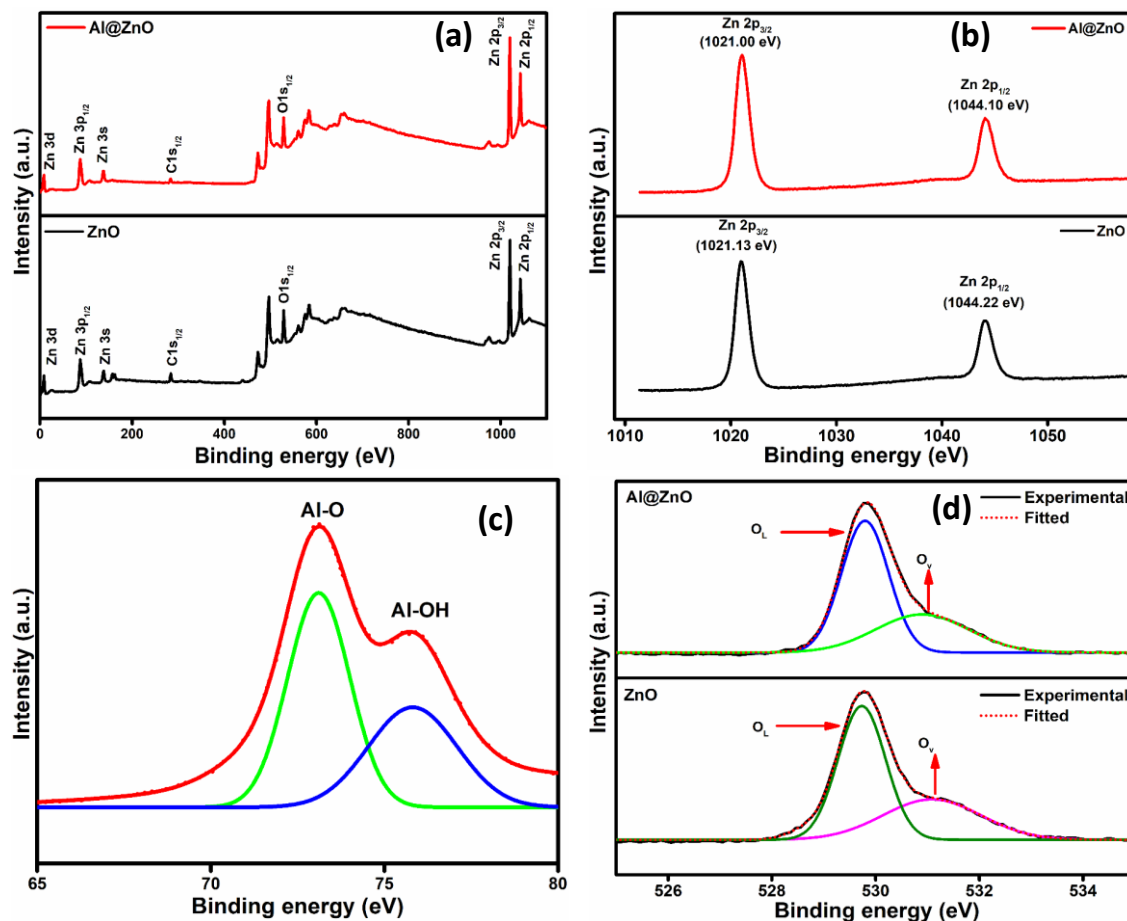 Al@ZnO
(a)
Zn 3d
Zn 3p1/2
Zn 3s
C1s1/2
O1s1/2
Zn 2p3/2
Zn 2p1/2
ZnO
Zn 3d
Zn 3p1/2
Zn 3s
C1s1/2
O1s1/2
Zn 2p3/2
Zn 2p1/2
Intensity (a.u.)
0 200 400 600 800 1000
Binding energy (eV)
Zn 2p3/2
(1021.00 eV)
(b)
Al@ZnO
Zn 2p1/2
(1044.10 eV)
Zn 2p3/2
(1021.13 eV)
ZnO
Zn 2p1/2
(1044.22 eV)
Intensity (a.u.)
1010 1020 1030 1040 1050
Binding energy (eV)
(c)
Al-O
Al-OH
Intensity (a.u.)
65 70 75 80
Binding energy (eV)
Al@ZnO
(d)
Experimental
Fitted
OL
Ov
ZnO
Experimental
Fitted
OL
Ov
Intensity (a.u.)
526 528 530 532 534
Binding energy (eV)